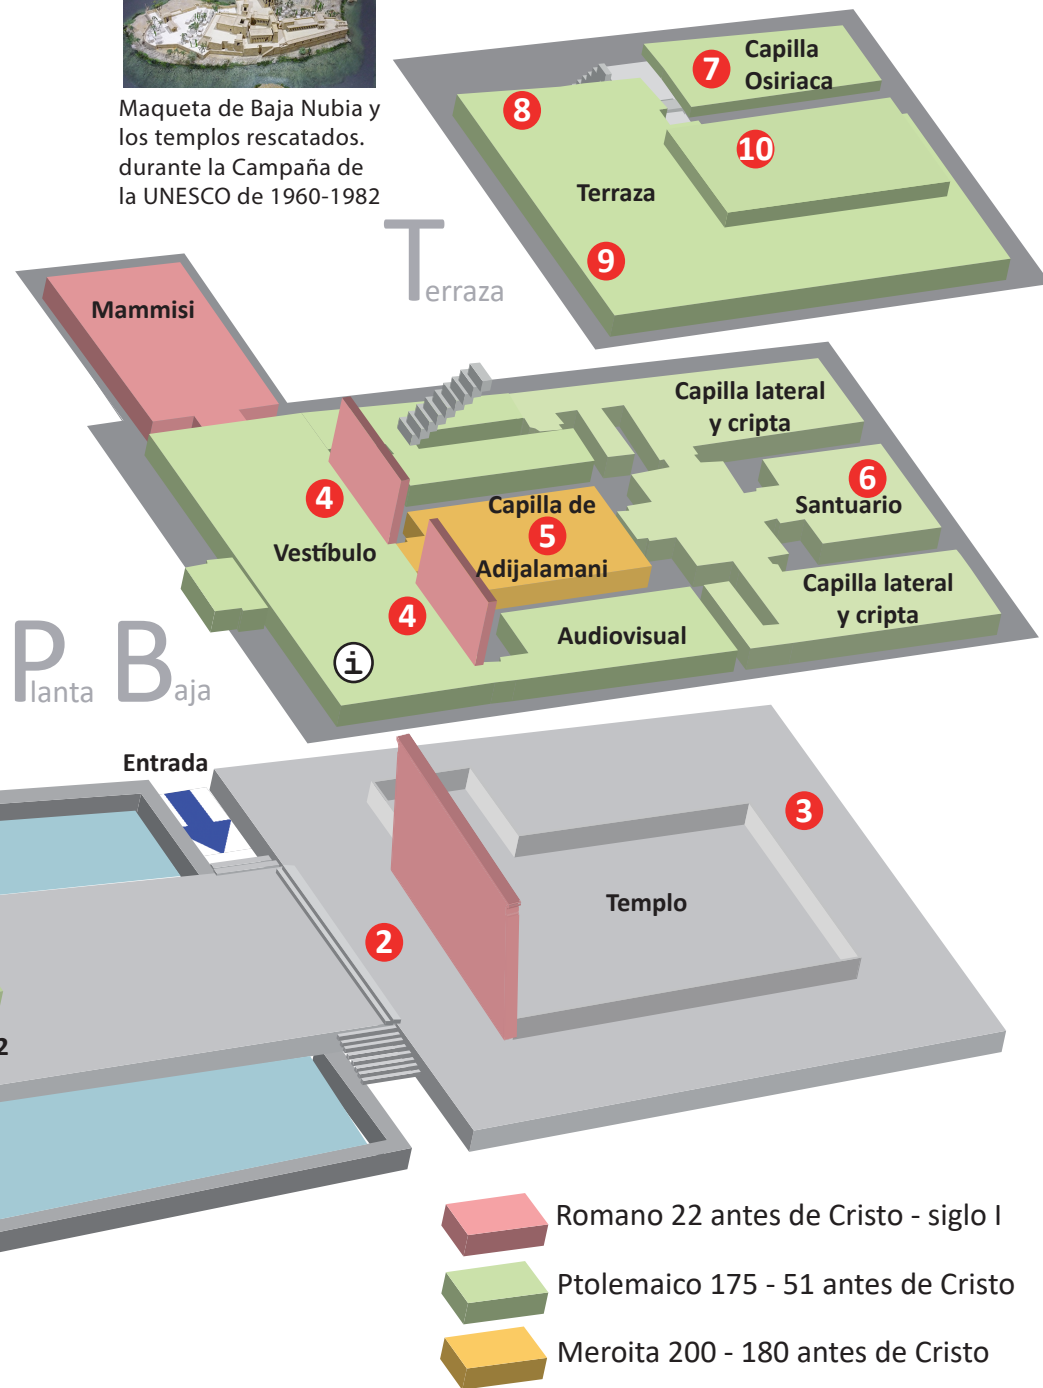 Maqueta de Baja Nubia y
los templos rescatados.
durante la Campaña de
la UNESCO de 1960-1982
7
Capilla
Osiriaca
8
10
Terraza
9
Terraza
Mammisi
Capilla lateral
y cripta
4
Capilla de
5
Adijalamani
6
Santuario
Vestíbulo
4
Capilla lateral
y cripta
Audiovisual
i
Planta Baja
Entrada
3
Templo
2
2
Romano 22 antes de Cristo - siglo I
Ptolemaico 175 - 51 antes de Cristo
Meroita 200 - 180 antes de Cristo